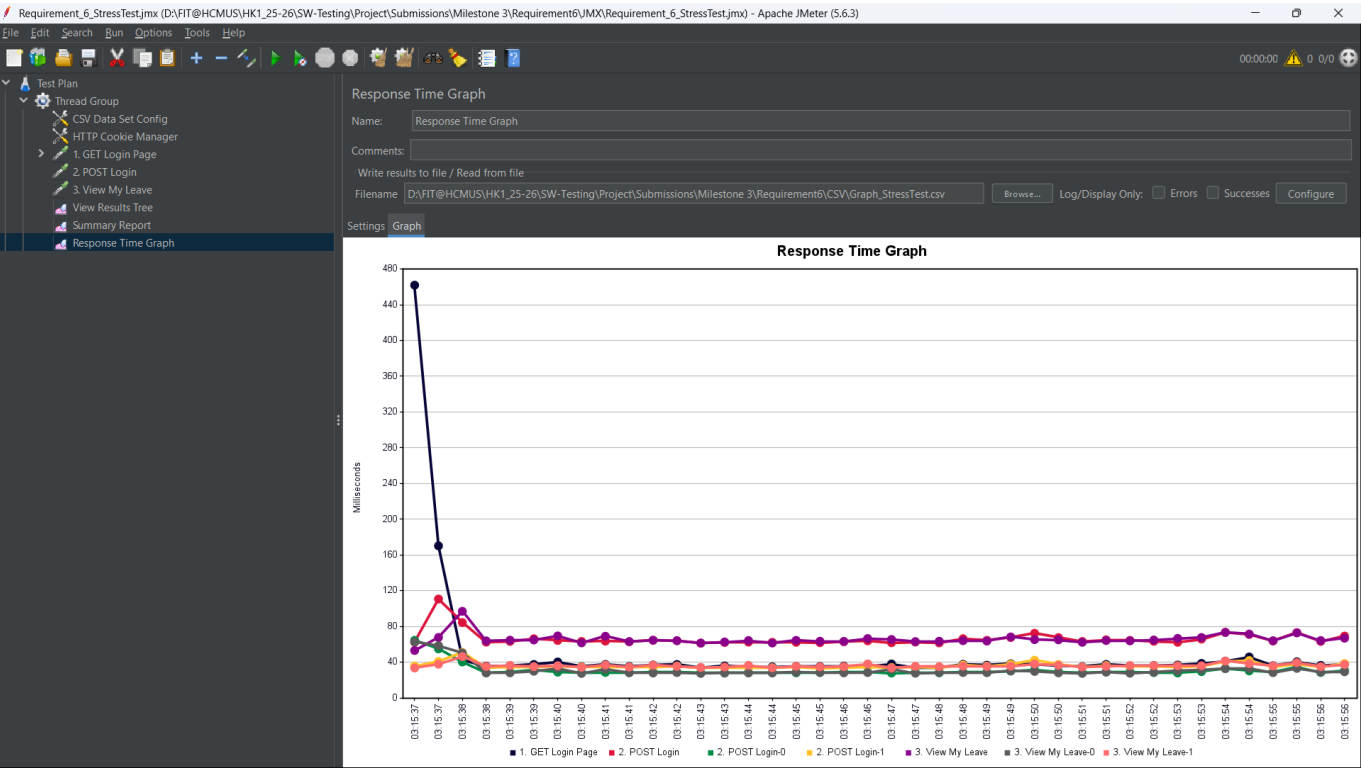 Requirement_6_StressTest.jmx (D:\FIT@HCMUS\HK1_25-26\SW-Testing\Project\Submissions\Milestone 3\Requirement6\JMX\Requirement_6_StressTest.jmx) - Apache JMeter (5.6.3)
File Edit Search Run Options Tools Help
00:00:00 0 0/0
Test Plan
Thread Group
CSV Data Set Config
HTTP Cookie Manager
1. GET Login Page
2. POST Login
3. View My Leave
View Results Tree
Summary Report
Response Time Graph
Response Time Graph
Name: Response Time Graph
Comments:
Write results to file / Read from file
Filename D:\FIT@HCMUS\HK1_25-26\SW-Testing\Project\Submissions\Milestone 3\Requirement6\CSV\Graph_StressTest.csv Browse... Log/Display Only: Errors Successes Configure
Settings Graph
Response Time Graph
Milliseconds
480
440
400
360
320
280
240
200
160
120
80
40
0
03:15:37 03:15:37 03:15:38 03:15:38 03:15:39 03:15:39 03:15:40 03:15:40 03:15:41 03:15:41 03:15:42 03:15:42 03:15:43 03:15:43 03:15:44 03:15:44 03:15:45 03:15:45 03:15:46 03:15:46 03:15:47 03:15:47 03:15:48 03:15:48 03:15:49 03:15:49 03:15:50 03:15:50 03:15:51 03:15:51 03:15:52 03:15:52 03:15:53 03:15:53 03:15:54 03:15:54 03:15:55 03:15:55 03:15:56 03:15:56
1. GET Login Page 2. POST Login 2. POST Login-0 2. POST Login-1 3. View My Leave 3. View My Leave-0 3. View My Leave-1